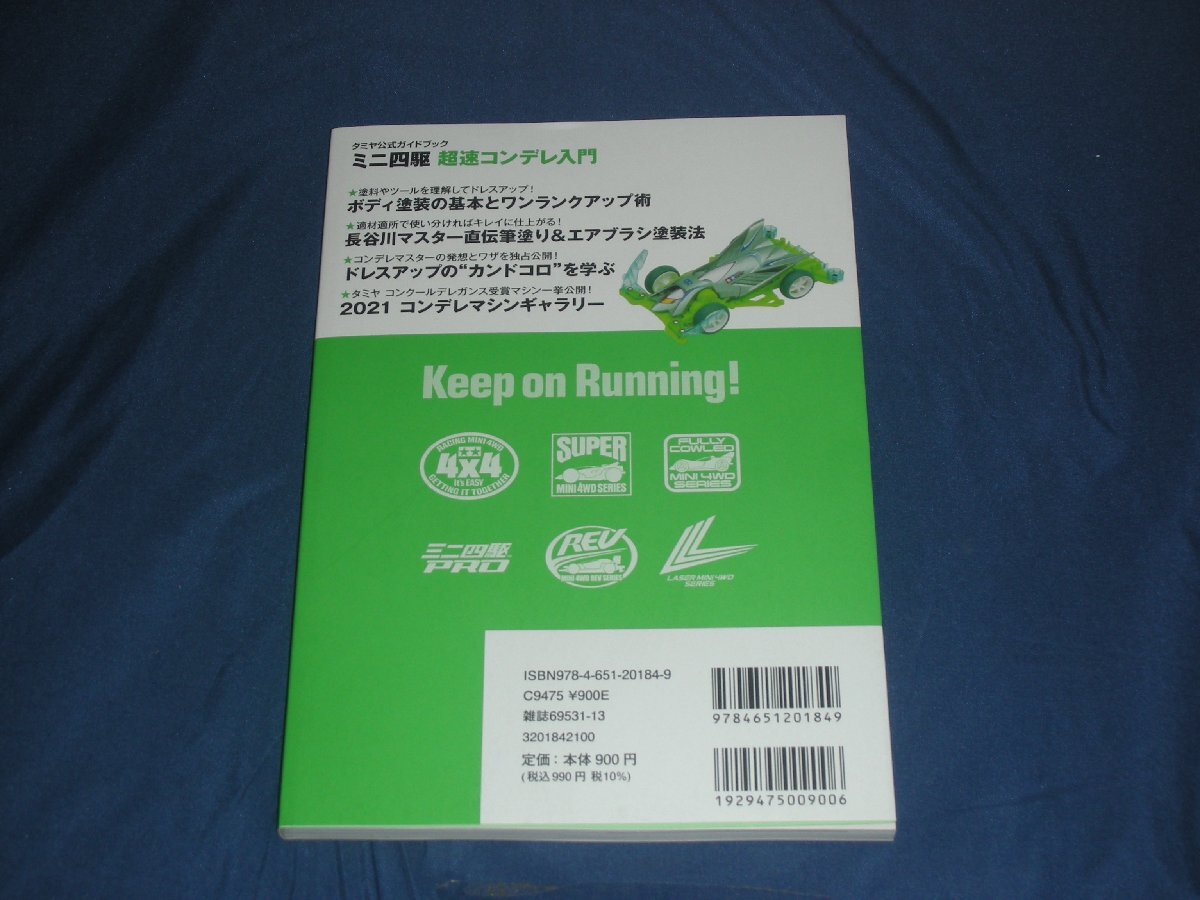 タミヤ公式ガイドブック
ミニ四駆 超速コンデレ入門
★塗料やツールを理解してドレスアップ！
ボディ塗装の基本とワンランクアップ術
★適材適所で使い分ければキレイに仕上がる！
長谷川マスター直伝筆塗り&エアブラシ塗装法
★コンデレマスターの発想とワザを独占公開！
ドレスアップの“カンドコロ”を学ぶ
★タミヤ コンクールデレガンス受賞マシン一挙公開！
2021 コンデレマシンギャラリー
Keep on Running!
RACING MINI 4WD
4x4
It's EASY
GETTING IT TOGETHER
SUPER
MINI 4WD SERIES
FULLY
COWLED
MINI 4WD
SERIES
ミニ四駆
PRO
REV
MINI 4WD REV SERIES
LASER MINI 4WD
SERIES
ISBN978-4-651-20184-9
C9475 ¥900E
雑誌69531-13
3201842100
定価：本体900円
(税込990円 税10%)
9784651201849
1929475009006